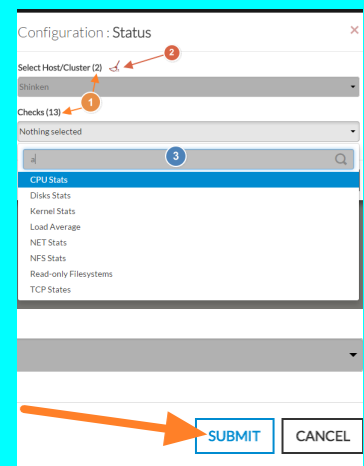 Configuration : Status ×
2
Select Host/Cluster (2)
Shinken
1
Checks (13)
Nothing selected
a 3
CPU Stats
Disks Stats
Kernel Stats
Load Average
NET Stats
NFS Stats
Read-only Filesystems
TCP States
SUBMIT CANCEL